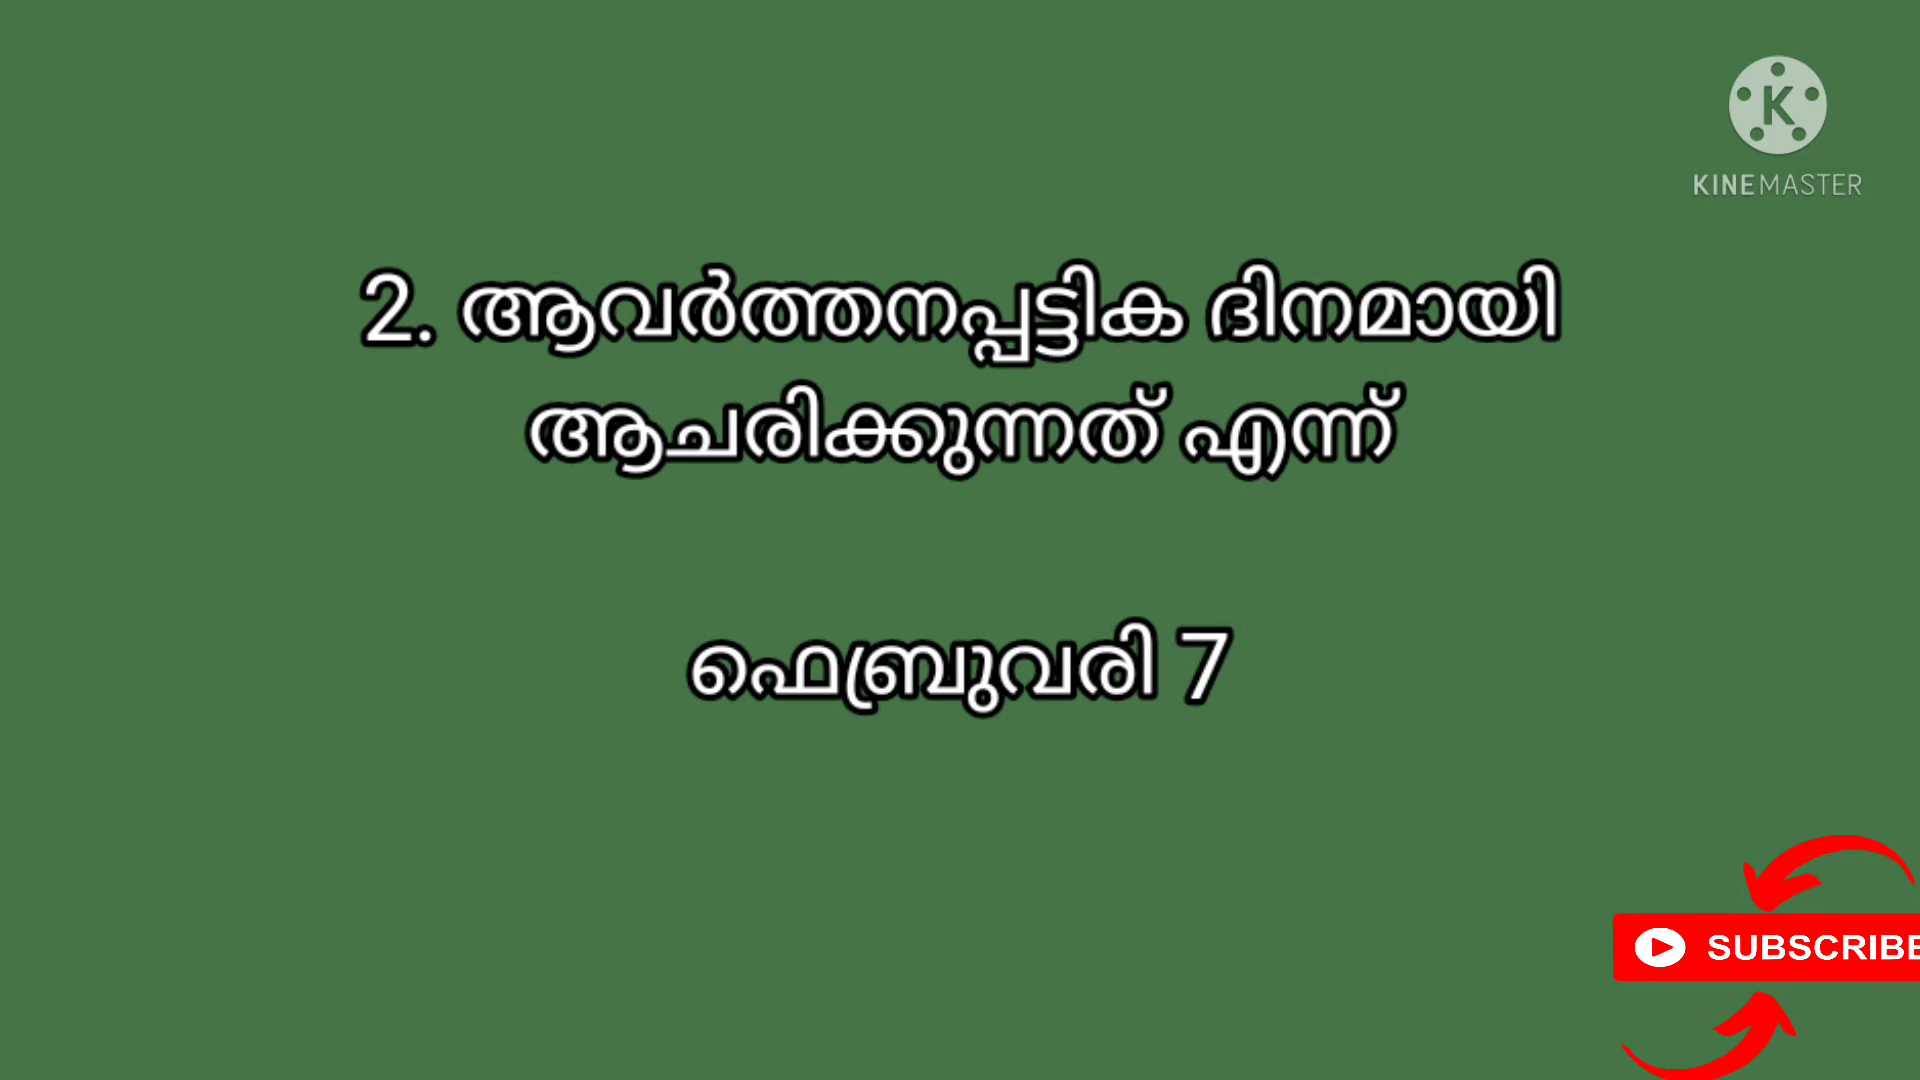 KINEMASTER
2. ആവർത്തനപ്പട്ടിക ദിനമായി
ആചരിക്കുന്നത് എന്ന്
ഫെബ്രുവരി 7
SUBSCRIBE